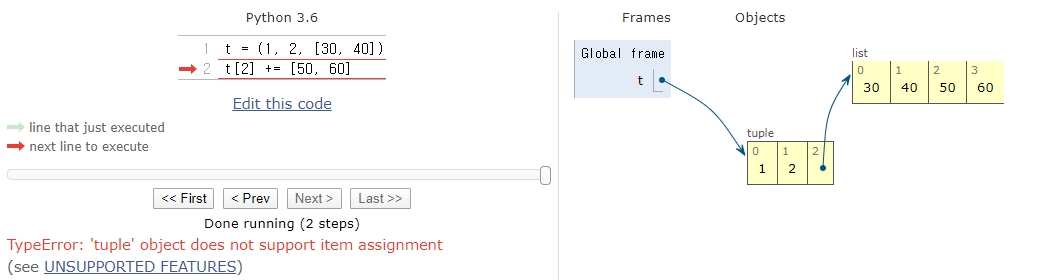 Python 3.6
1 t = (1, 2, [30, 40])
2 t[2] += [50, 60]
Edit this code
line that just executed
next line to execute
<< First < Prev Next > Last >>
Done running (2 steps)
TypeError: 'tuple' object does not support item assignment
(see UNSUPPORTED FEATURES)
Frames Objects
Global frame
t
tuple
0 1 2
1 2
list
0 1 2 3
30 40 50 60